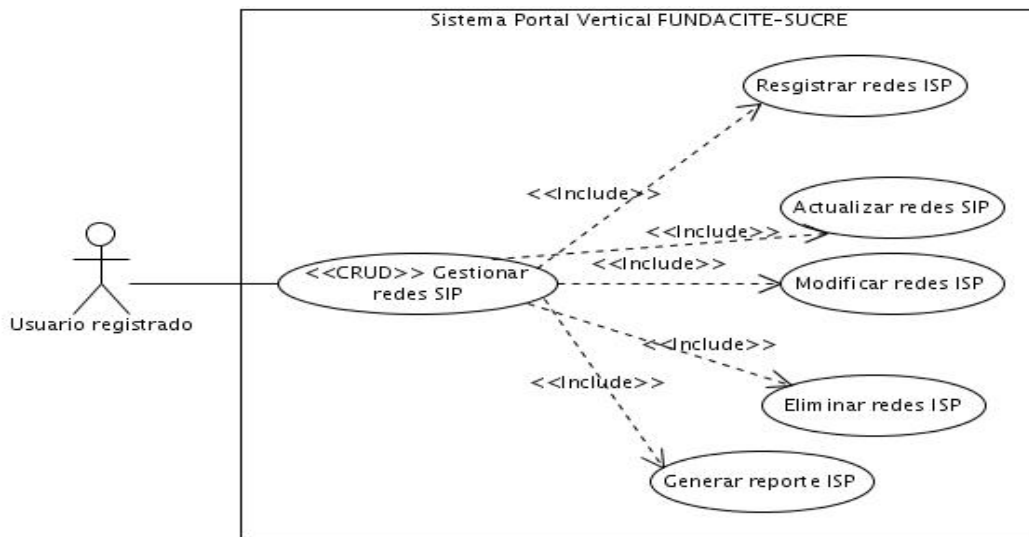 Sistema Portal Vertical FUNDACITE-SUCRE
Resgistrar redes ISP
<<Include>>
Actualizar redes SIP
<<Include>>
<<CRUD>> Gestionar
redes SIP
<<Include>>
Modificar redes ISP
Usuario registrado
<<Include>>
<<Include>>
Eliminar redes ISP
Generar reporte ISP